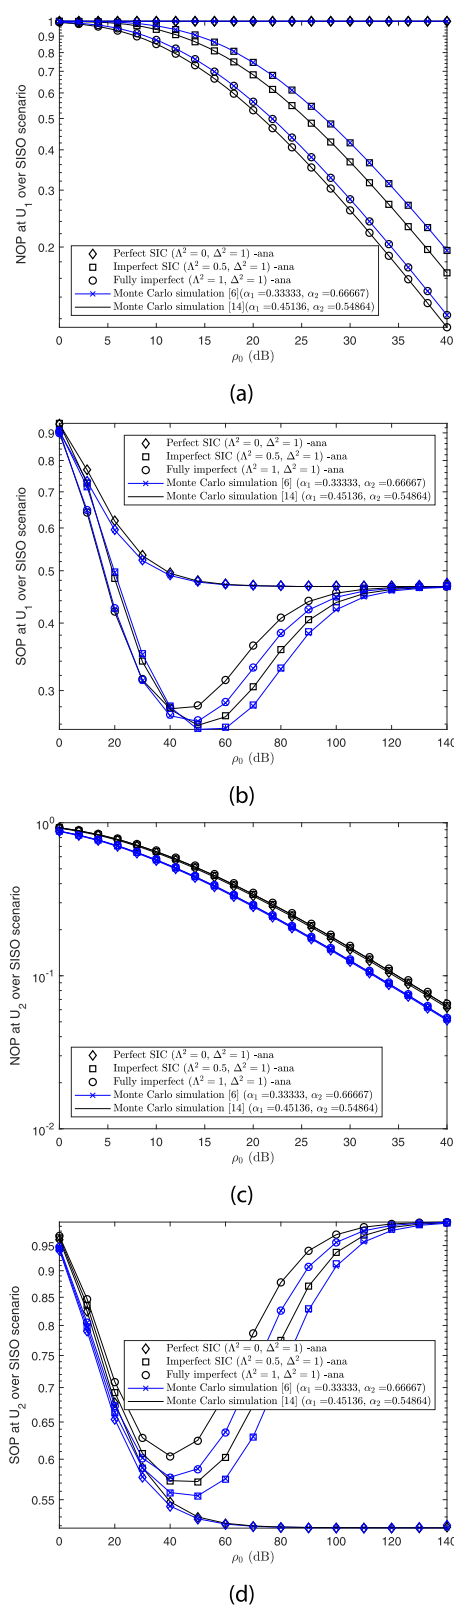 1
0.9
0.8
0.7
0.6
0.5
0.4
0.3
0.2
NOP at U₁ over SISO scenario
Perfect SIC (Λ² = 0, Δ² = 1) -ana
Imperfect SIC (Λ² = 0.5, Δ² = 1) -ana
Fully imperfect (Λ² = 1, Δ² = 1) -ana
Monte Carlo simulation [6](α₁ =0.33333, α₂ =0.66667)
Monte Carlo simulation [14](α₁ =0.45136, α₂ =0.54864)
0 5 10 15 20 25 30 35 40
ρ₀ (dB)
(a)
0.9
0.8
0.7
0.6
0.5
0.4
0.3
SOP at U₁ over SISO scenario
Perfect SIC (Λ² = 0, Δ² = 1) -ana
Imperfect SIC (Λ² = 0.5, Δ² = 1) -ana
Fully imperfect (Λ² = 1, Δ² = 1) -ana
Monte Carlo simulation [6] (α₁ =0.33333, α₂ =0.66667)
Monte Carlo simulation [14] (α₁ =0.45136, α₂ =0.54864)
0 20 40 60 80 100 120 140
ρ₀ (dB)
(b)
10⁰
10⁻¹
10⁻²
NOP at U₂ over SISO scenario
Perfect SIC (Λ² = 0, Δ² = 1) -ana
Imperfect SIC (Λ² = 0.5, Δ² = 1) -ana
Fully imperfect (Λ² = 1, Δ² = 1) -ana
Monte Carlo simulation [6] (α₁ =0.33333, α₂ =0.66667)
Monte Carlo simulation [14] (α₁ =0.45136, α₂ =0.54864)
0 5 10 15 20 25 30 35 40
ρ₀ (dB)
(c)
0.95
0.9
0.85
0.8
0.75
0.7
0.65
0.6
0.55
SOP at U₂ over SISO scenario
Perfect SIC (Λ² = 0, Δ² = 1) -ana
Imperfect SIC (Λ² = 0.5, Δ² = 1) -ana
Fully imperfect (Λ² = 1, Δ² = 1) -ana
Monte Carlo simulation [6] (α₁ =0.33333, α₂ =0.66667)
Monte Carlo simulation [14] (α₁ =0.45136, α₂ =0.54864)
0 20 40 60 80 100 120 140
ρ₀ (dB)
(d)